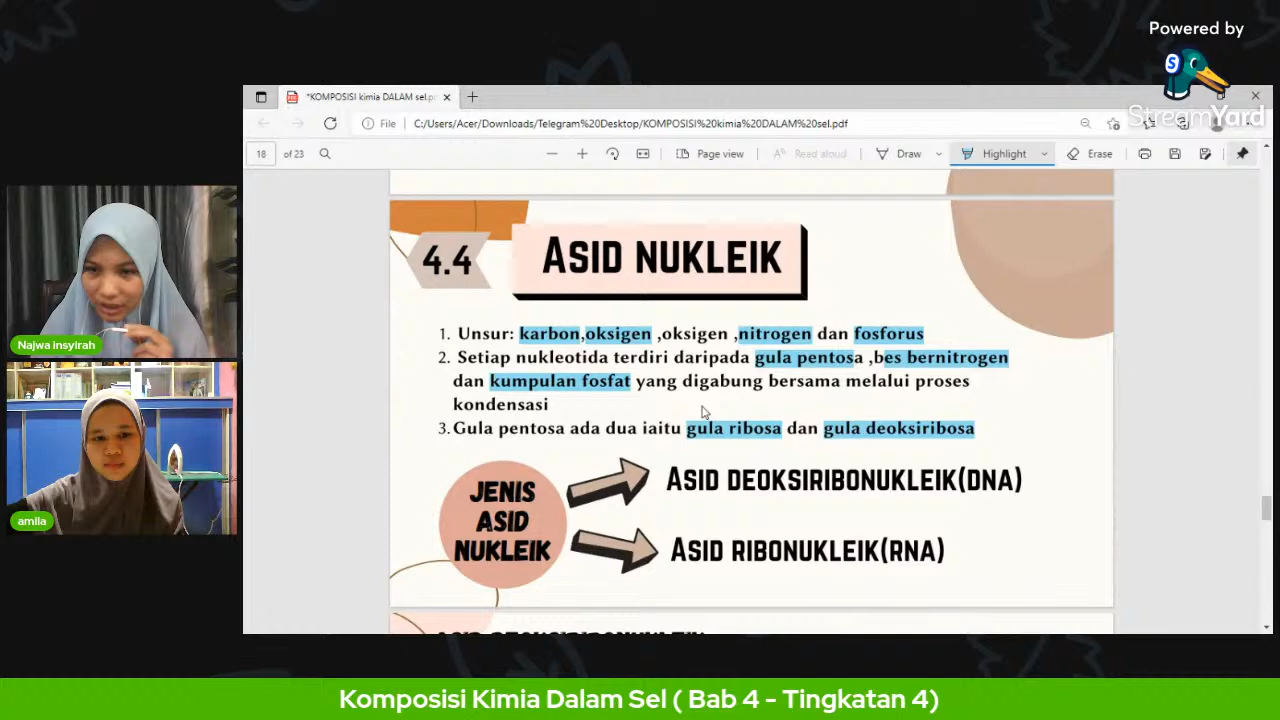 Powered by
S
StreamYard
*KOMPOSISI kimia DALAM sel.p
File
C:/Users/Acer/Downloads/Telegram%20Desktop/KOMPOSISI%20kimia%20DALAM%20sel.pdf
18 of 23
Page view
Read aloud
Draw
Highlight
Erase
4.4
ASID NUKLEIK
1. Unsur: karbon,oksigen ,oksigen ,nitrogen dan fosforus
2. Setiap nukleotida terdiri daripada gula pentosa ,bes bernitrogen
dan kumpulan fosfat yang digabung bersama melalui proses
kondensasi
3. Gula pentosa ada dua iaitu gula ribosa dan gula deoksiribosa
JENIS
ASID
NUKLEIK
ASID DEOKSIRIBONUKLEIK(DNA)
ASID RIBONUKLEIK(RNA)
Najwa insyirah
amila
Komposisi Kimia Dalam Sel ( Bab 4 - Tingkatan 4)